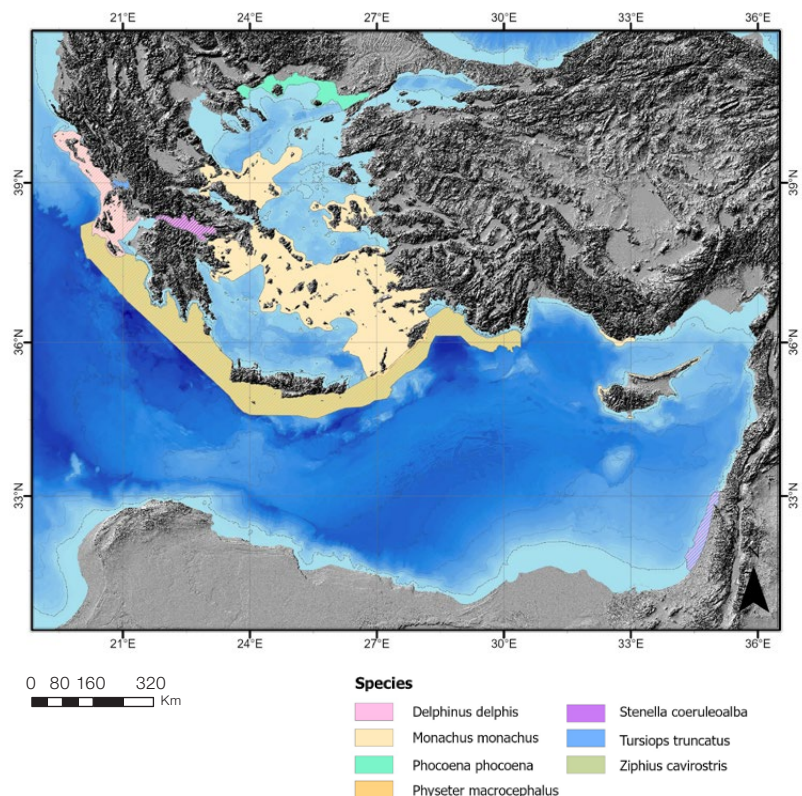 21°E 24°E 27°E 30°E 33°E 36°E
39°N 39°N
36°N 36°N
33°N 33°N
21°E 24°E 27°E 30°E 33°E 36°E
0 80 160 320
Km
Species
Delphinus delphis
Monachus monachus
Phocoena phocoena
Physeter macrocephalus
Stenella coeruleoalba
Tursiops truncatus
Ziphius cavirostris